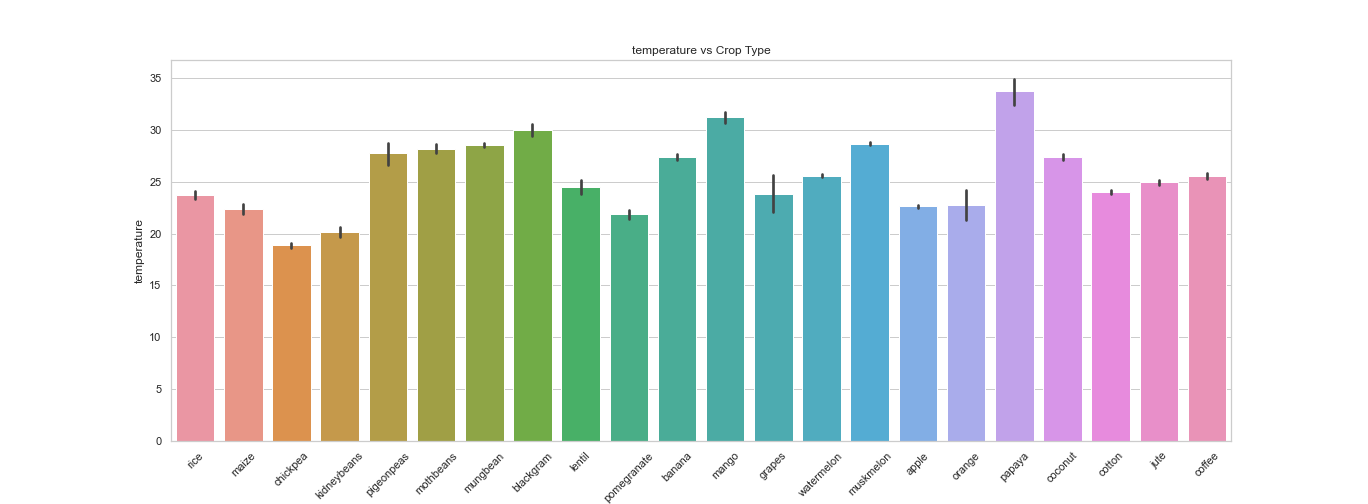 temperature vs Crop Type
35
30
25
20
15
10
5
0
temperature
rice
maize
chickpea
kidneybeans
pigeonpeas
mothbeans
mungbean
blackgram
lentil
pomegranate
banana
mango
grapes
watermelon
muskmelon
apple
orange
papaya
coconut
cotton
jute
coffee